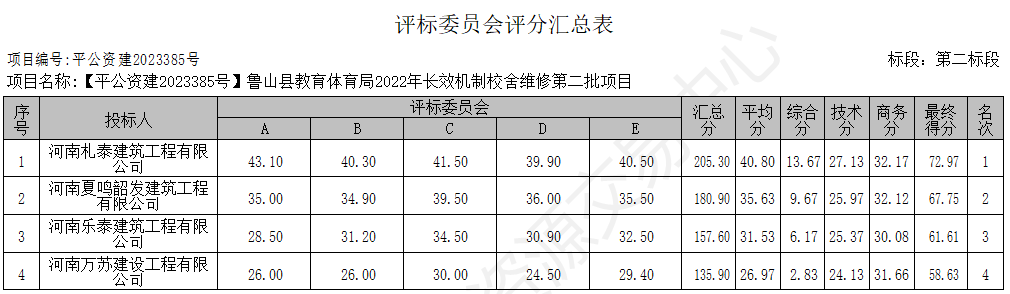 评标委员会评分汇总表
项目编号:平公资建2023385号 标段：第二标段
项目名称:【平公资建2023385号】鲁山县教育体育局2022年长效机制校舍维修第二批项目
序号 投标人 评标委员会 汇总分 平均分 综合分 技术分 商务分 最终得分 名次
A B C D E
1 河南札泰建筑工程有限公司 43.10 40.30 41.50 39.90 40.50 205.30 40.80 13.67 27.13 32.17 72.97 1
2 河南夏鸣韶发建筑工程有限公司 35.00 34.90 39.50 36.00 35.50 180.90 35.63 9.67 25.97 32.12 67.75 2
3 河南乐泰建筑工程有限公司 28.50 31.20 34.50 30.90 32.50 157.60 31.53 6.17 25.37 30.08 61.61 3
4 河南万苏建设工程有限公司 26.00 26.00 30.00 24.50 29.40 135.90 26.97 2.83 24.13 31.66 58.63 4
资源交易中心